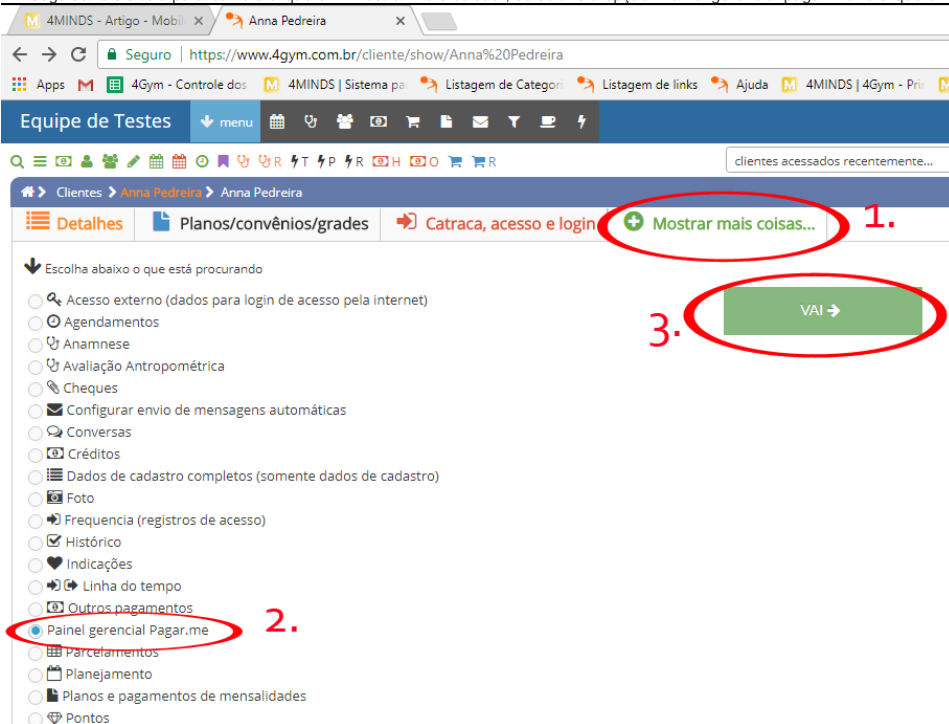 4MINDS - Artigo - Mobili
Anna Pedreira
Seguro | https://www.4gym.com.br/cliente/show/Anna%20Pedreira
Apps 4Gym - Controle dos 4MINDS | Sistema pa Listagem de Categori Listagem de links Ajuda 4MINDS | 4Gym - Pri
Equipe de Testes menu
R T P R H O R clientes acessados recentemente...
Clientes > Anna Pedreira > Anna Pedreira
Detalhes Planos/convênios/grades Catraca, acesso e login Mostrar mais coisas... 1.
Escolha abaixo o que está procurando
Acesso externo (dados para login de acesso pela internet)
VAI
3.
Agendamentos
Anamnese
Avaliação Antropométrica
Cheques
Configurar envio de mensagens automáticas
Conversas
Créditos
Dados de cadastro completos (somente dados de cadastro)
Foto
Frequencia (registros de acesso)
Histórico
Indicações
Linha do tempo
Outros pagamentos
Painel gerencial Pagar.me 2.
Parcelamentos
Planejamento
Planos e pagamentos de mensalidades
Pontos